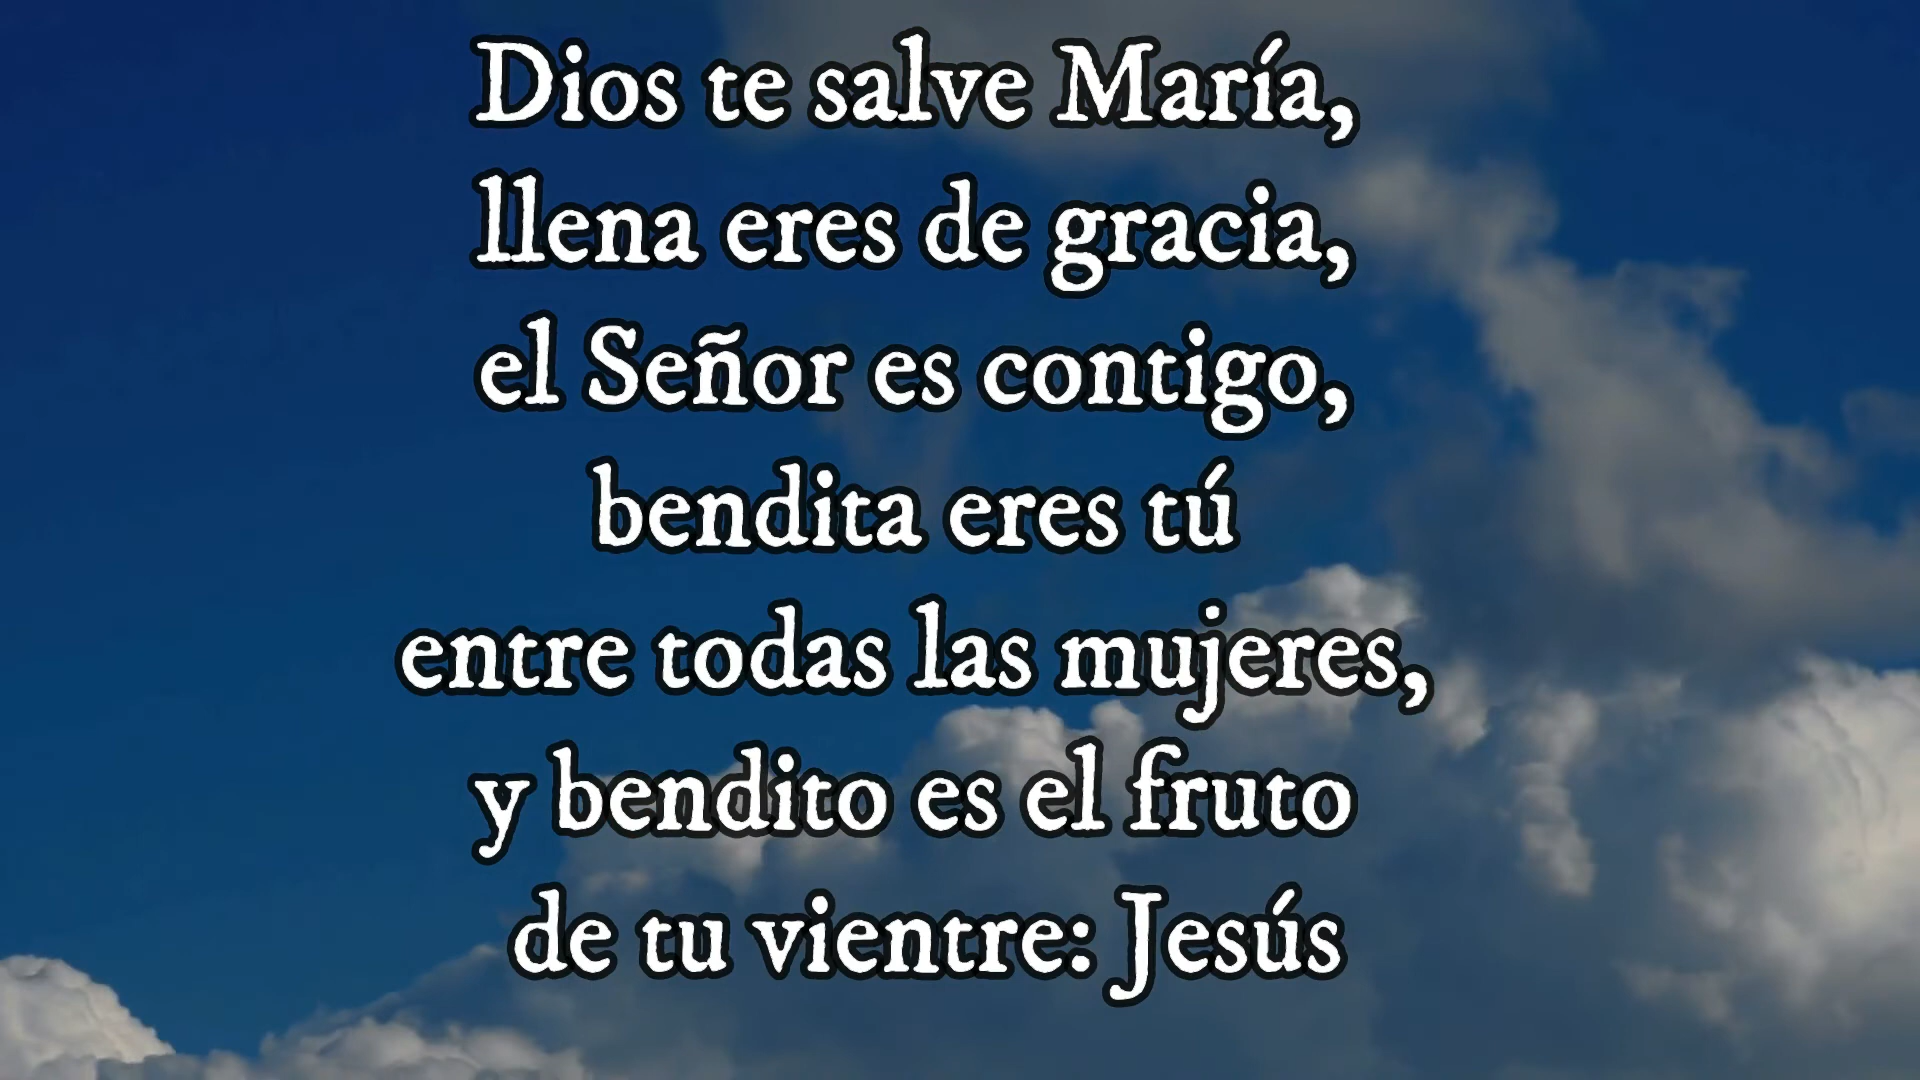 Dios te salve María,
llena eres de gracia,
el Señor es contigo,
bendita eres tú
entre todas las mujeres,
y bendito es el fruto
de tu vientre: Jesús